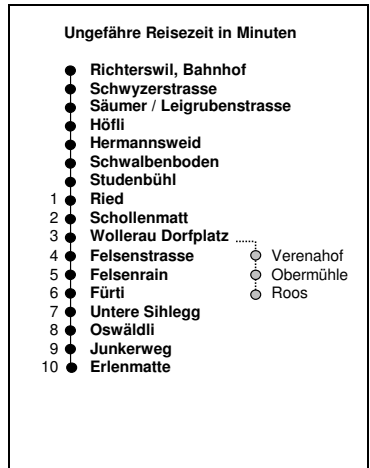 Ungefähre Reisezeit in Minuten
Richterswil, Bahnhof
Schwyzerstrasse
Säumer / Leigrubenstrasse
Höfli
Hermannsweid
Schwalbenboden
Studenbühl
1 Ried
2 Schollenmatt
3 Wollerau Dorfplatz
4 Felsenstrasse Verenahof
5 Felsenrain Obermühle
6 Fürti Roos
7 Untere Sihlegg
8 Oswäldli
9 Junkerweg
10 Erlenmatte